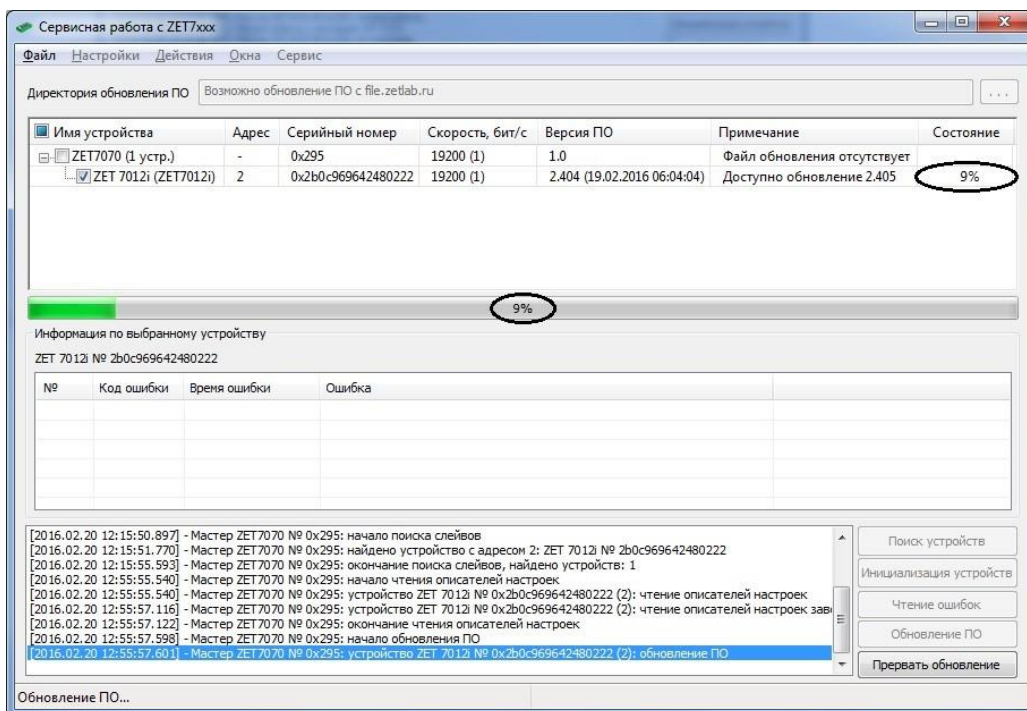 Сервисная работа с ZET7xxx
Файл Настройки Действия Окна Сервис
Директория обновления ПО Возможно обновление ПО с file.zetlab.ru ...
Имя устройства Адрес Серийный номер Скорость, бит/с Версия ПО Примечание Состояние
ZET7070 (1 устр.) - 0x295 19200 (1) 1.0 Файл обновления отсутствует
ZET 7012i (ZET7012i) 2 0x2b0c969642480222 19200 (1) 2.404 (19.02.2016 06:04:04) Доступно обновление 2.405 9%
9%
Информация по выбранному устройству
ZET 7012i № 2b0c969642480222
№ Код ошибки Время ошибки Ошибка
[2016.02.20 12:15:50.897] - Мастер ZET7070 № 0x295: начало поиска слейвов
[2016.02.20 12:15:51.770] - Мастер ZET7070 № 0x295: найдено устройство с адресом 2: ZET 7012i № 2b0c969642480222
[2016.02.20 12:15:55.593] - Мастер ZET7070 № 0x295: окончание поиска слейвов, найдено устройств: 1
[2016.02.20 12:55:55.540] - Мастер ZET7070 № 0x295: начало чтения описателей настроек
[2016.02.20 12:55:55.540] - Мастер ZET7070 № 0x295: устройство ZET 7012i № 0x2b0c969642480222 (2): чтение описателей настроек
[2016.02.20 12:55:57.116] - Мастер ZET7070 № 0x295: устройство ZET 7012i № 0x2b0c969642480222 (2): чтение описателей настроек зав
[2016.02.20 12:55:57.122] - Мастер ZET7070 № 0x295: окончание чтения описателей настроек
[2016.02.20 12:55:57.598] - Мастер ZET7070 № 0x295: начало обновления ПО
[2016.02.20 12:55:57.601] - Мастер ZET7070 № 0x295: устройство ZET 7012i № 0x2b0c969642480222 (2): обновление ПО
Поиск устройств
Инициализация устройств
Чтение ошибок
Обновление ПО
Прервать обновление
Обновление ПО...